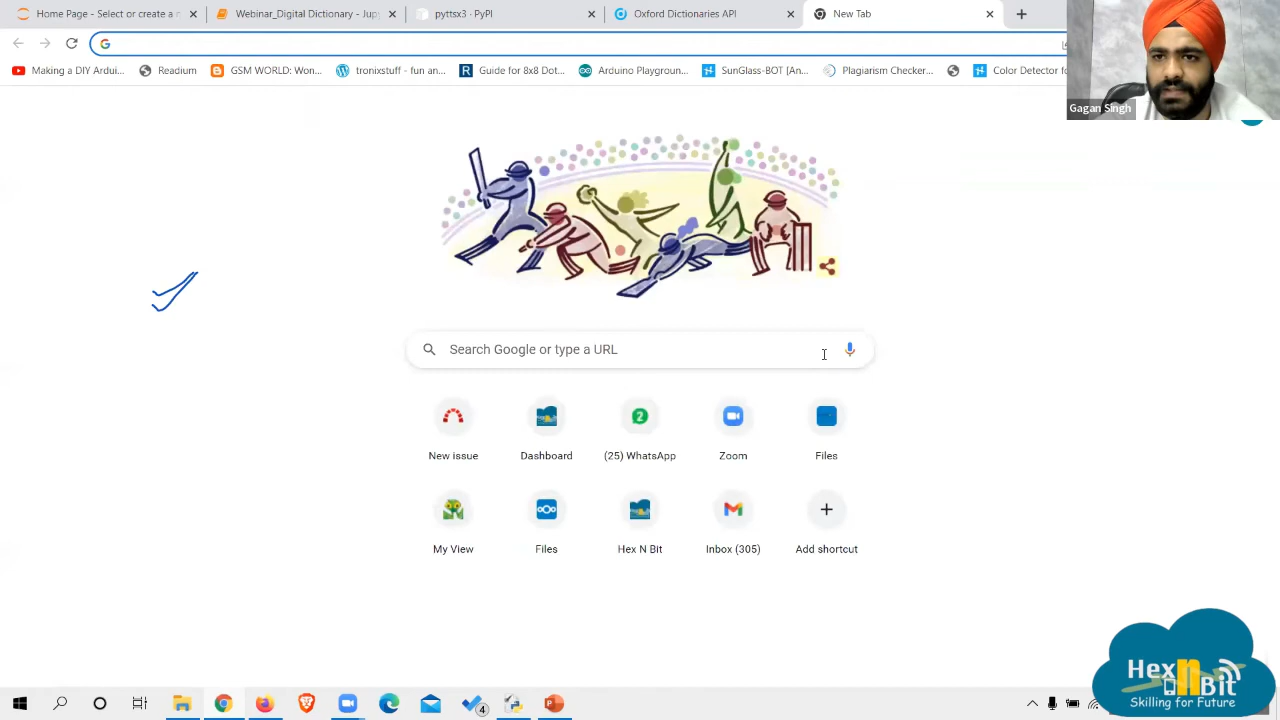 Home Page - Select or create a n
Webinar_Digital Dictionary - Jup
pyttsx3 · PyPI
Oxford Dictionaries API
New Tab
Making a DIY Ardui...
Readium
GSM WORLD: Won...
tronixstuff - fun an...
Guide for 8x8 Dot...
Arduino Playgroun...
SunGlass-BOT [An...
Plagiarism Checker...
Color Detector fo
Gagan Singh
Search Google or type a URL
New issue
Dashboard
2
(25) WhatsApp
Zoom
Files
My View
Files
Hex N Bit
Inbox (305)
Add shortcut
Hex n Bit
Skilling for Future
4